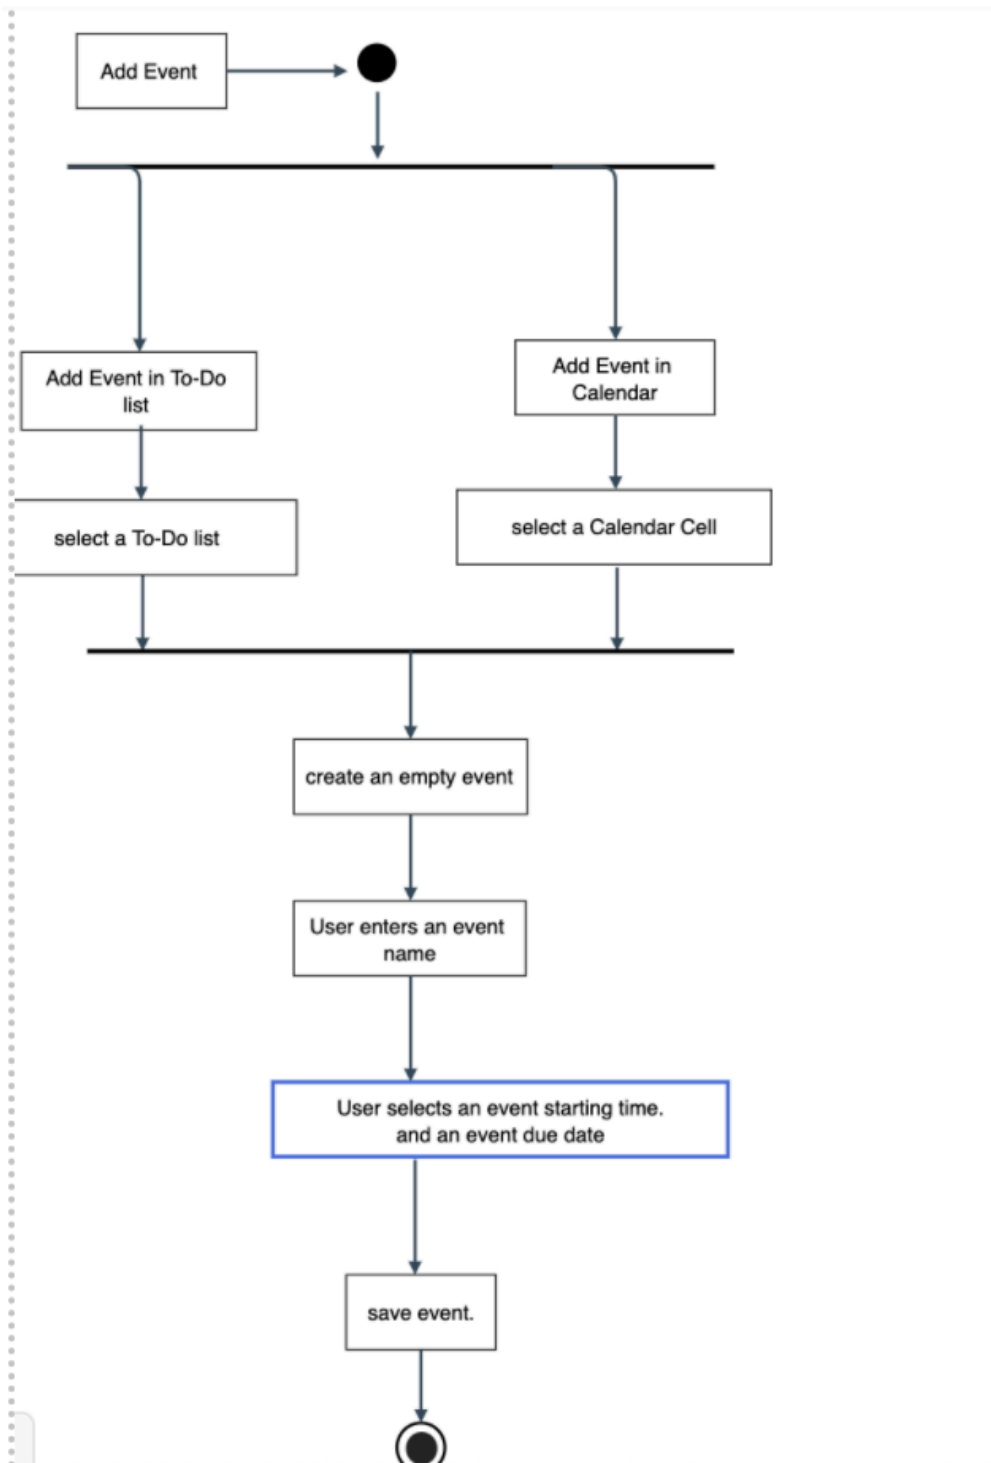 Add Event
Add Event in To-Do
list
Add Event in
Calendar
select a To-Do list
select a Calendar Cell
create an empty event
User enters an event
name
User selects an event starting time.
and an event due date
save event.